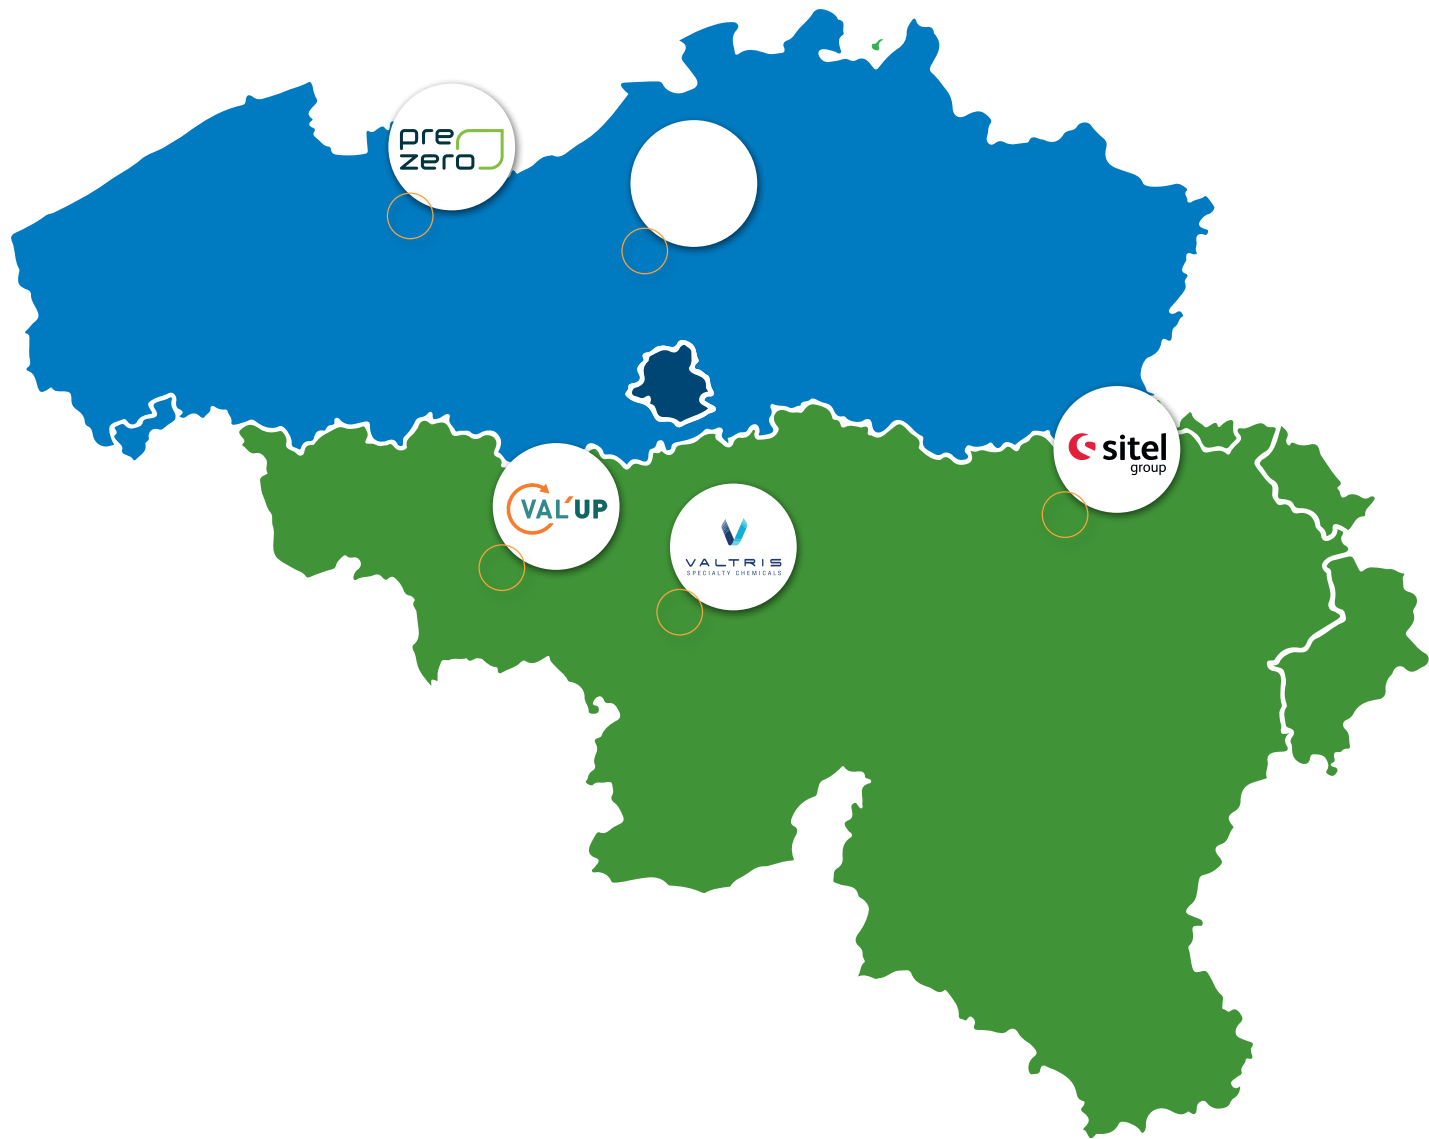 pre
zero
sitel
group
VAL'UP
VALTRIS
SPECIALTY CHEMICALS